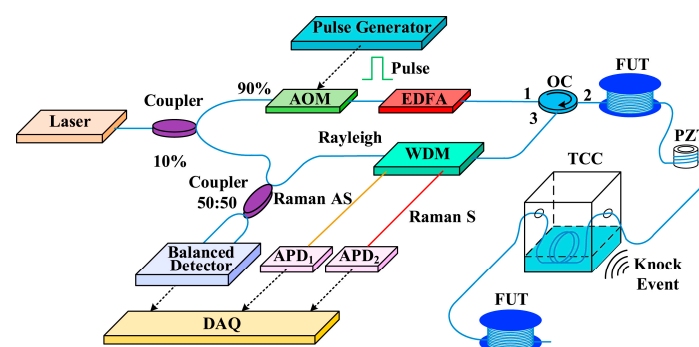 Pulse Generator
Pulse
FUT
90%
OC
1
2
3
AOM
EDFA
Coupler
Laser
10%
Rayleigh
WDM
PZ
TCC
Coupler
50:50
Raman AS
Raman S
Balanced
Detector
APD1
APD2
Knock
Event
DAQ
FUT